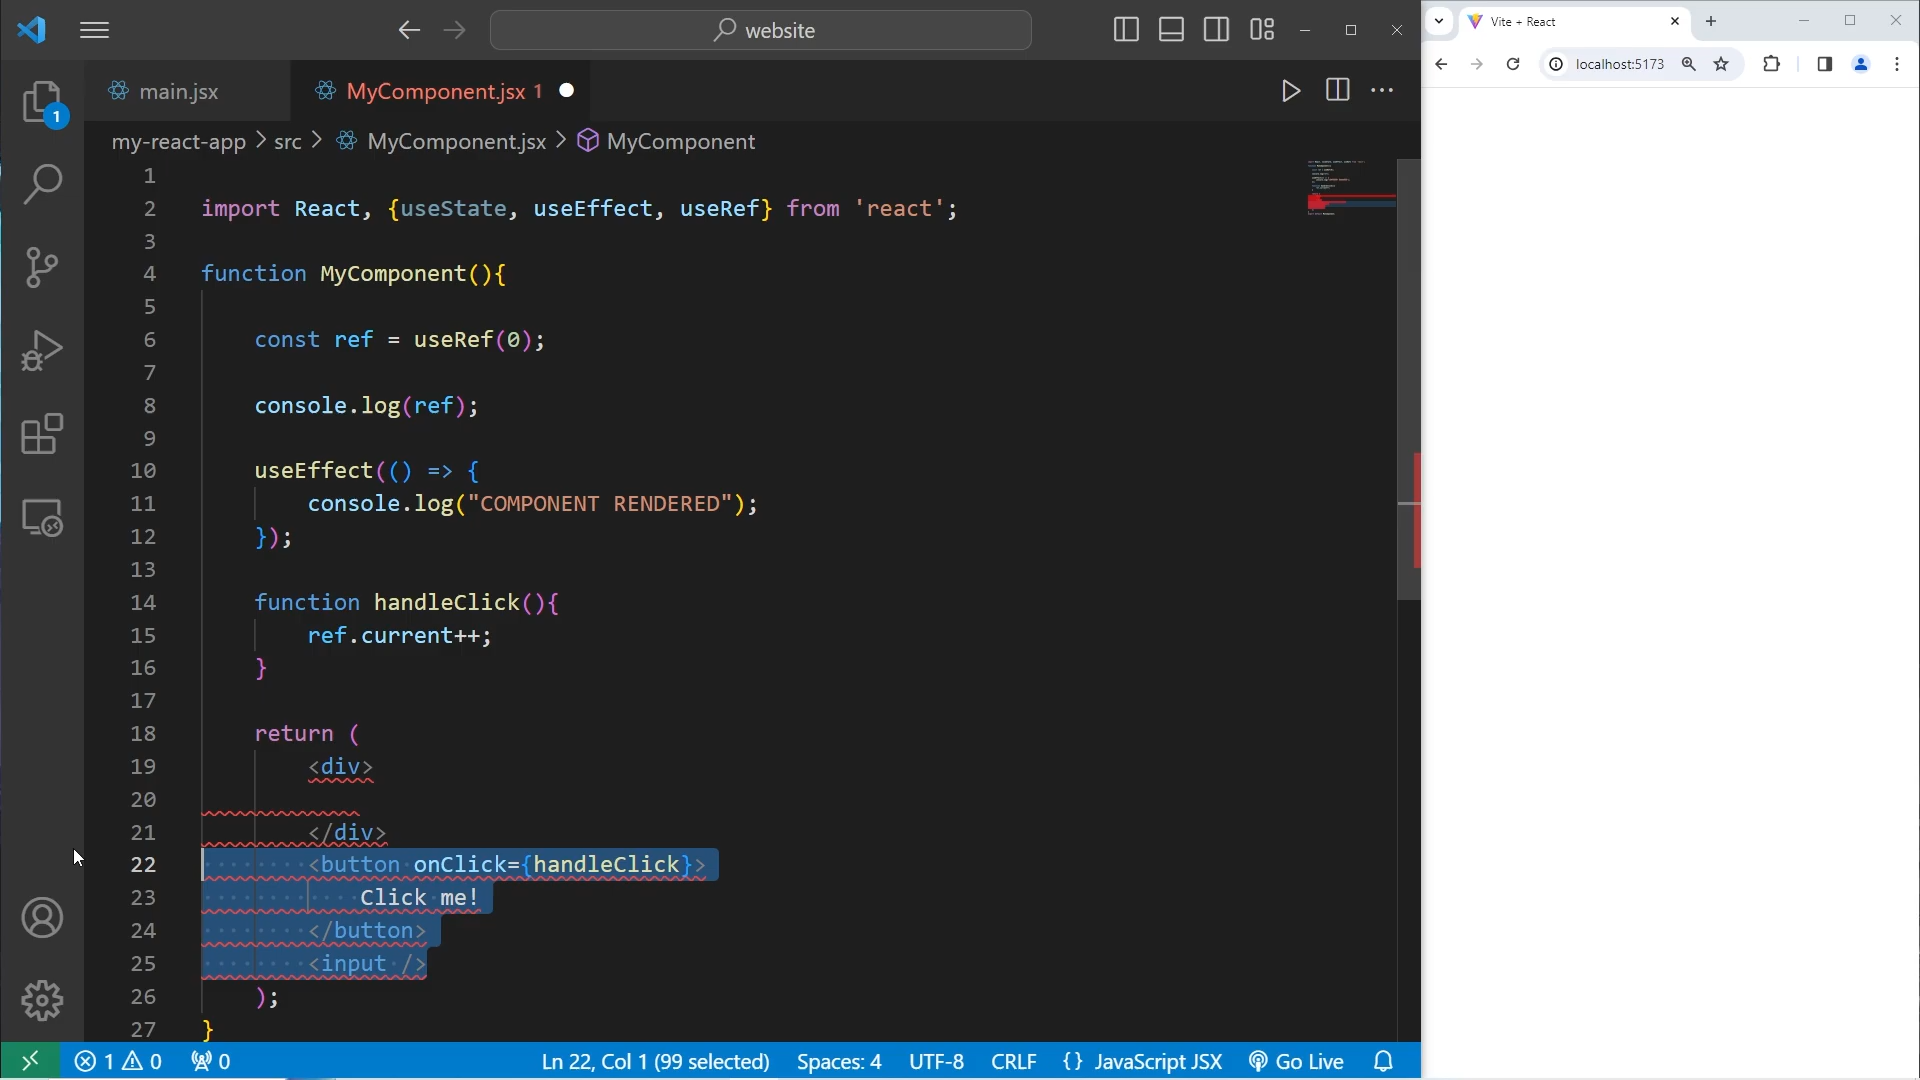 website
Vite + React
main.jsx
MyComponent.jsx 1
localhost:5173
1
my-react-app > src > MyComponent.jsx > MyComponent
1
2 import React, {useState, useEffect, useRef} from 'react';
3
4 function MyComponent(){
5
6 const ref = useRef(0);
7
8 console.log(ref);
9
10 useEffect(() => {
11 console.log("COMPONENT RENDERED");
12 });
13
14 function handleClick(){
15 ref.current++;
16 }
17
18 return (
19 <div>
20
21 </div>
22 <button onClick={handleClick}>
23 Click me!
24 </button>
25 <input />
26 );
27 }
1 0 0 Ln 22, Col 1 (99 selected) Spaces: 4 UTF-8 CRLF {} JavaScript JSX Go Live